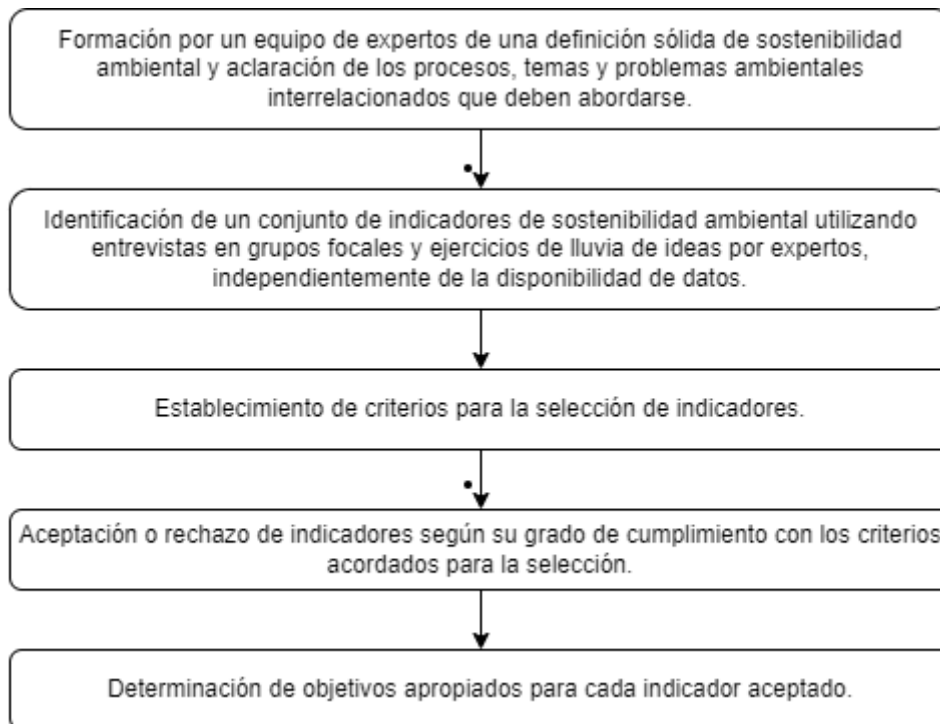 Formación por un equipo de expertos de una definición sólida de sostenibilidad
ambiental y aclaración de los procesos, temas y problemas ambientales
interrelacionados que deben abordarse.
Identificación de un conjunto de indicadores de sostenibilidad ambiental utilizando
entrevistas en grupos focales y ejercicios de lluvia de ideas por expertos,
independientemente de la disponibilidad de datos.
Establecimiento de criterios para la selección de indicadores.
Aceptación o rechazo de indicadores según su grado de cumplimiento con los criterios
acordados para la selección.
Determinación de objetivos apropiados para cada indicador aceptado.